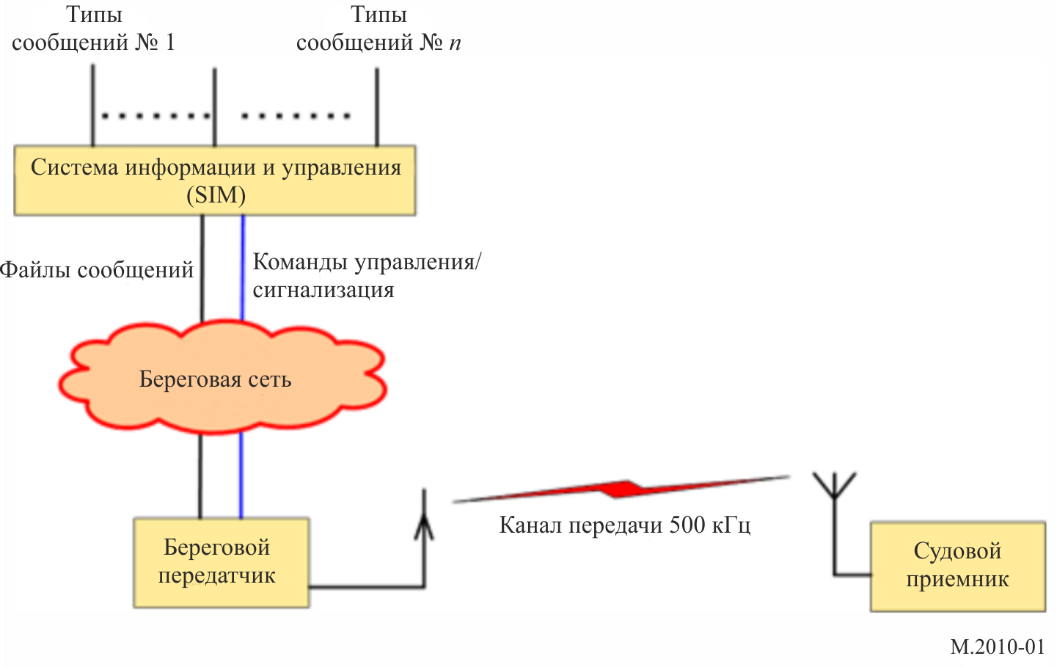 Типы
сообщений № 1
Типы
сообщений № n
Система информации и управления
(SIM)
Файлы сообщений
Команды управления/
сигнализация
Береговая сеть
Канал передачи 500 кГц
Береговой
передатчик
Судовой
приемник
M.2010-01